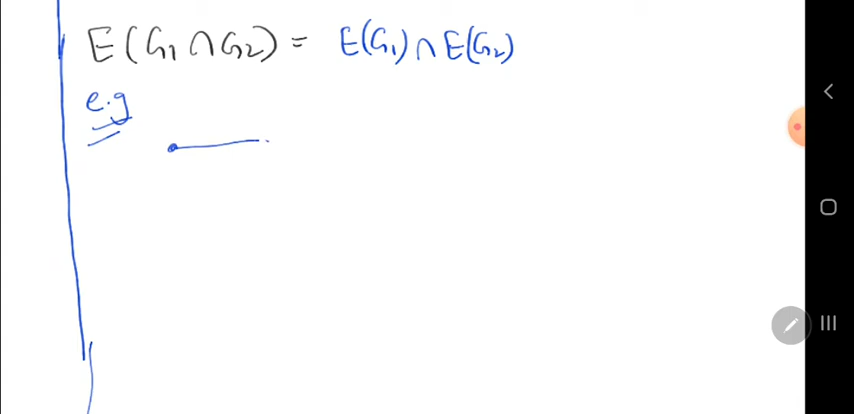 E(G₁ ∩ G₂) = E(G₁) ∩ E(G₂)
e.g